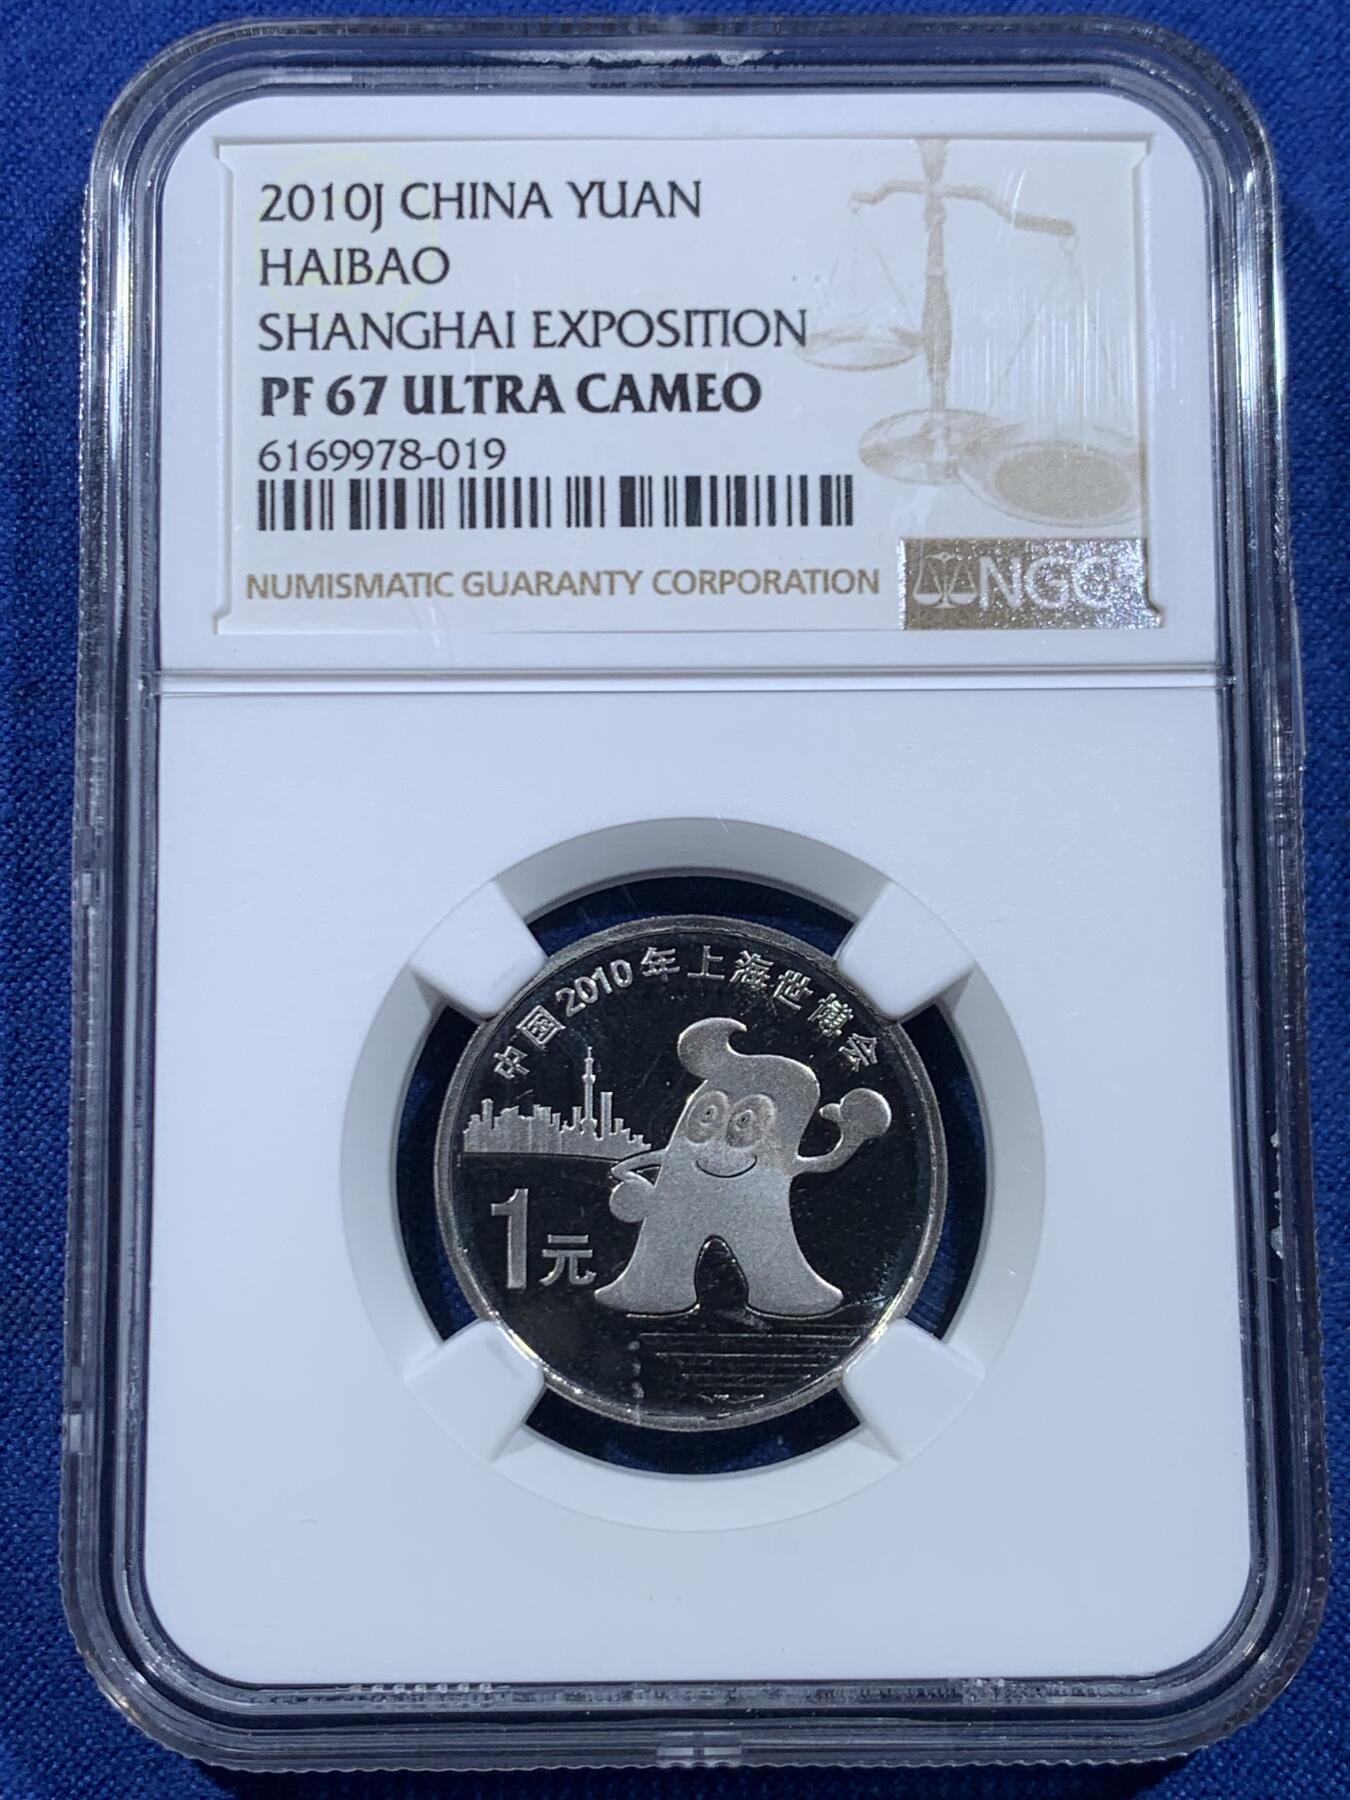 2010J CHINA YUAN
HAIBAO
SHANGHAI EXPOSITION
PF 67 ULTRA CAMEO
6169978-019
NUMISMATIC GUARANTY CORPORATION
NGC
中国2010年上海世博会
1元